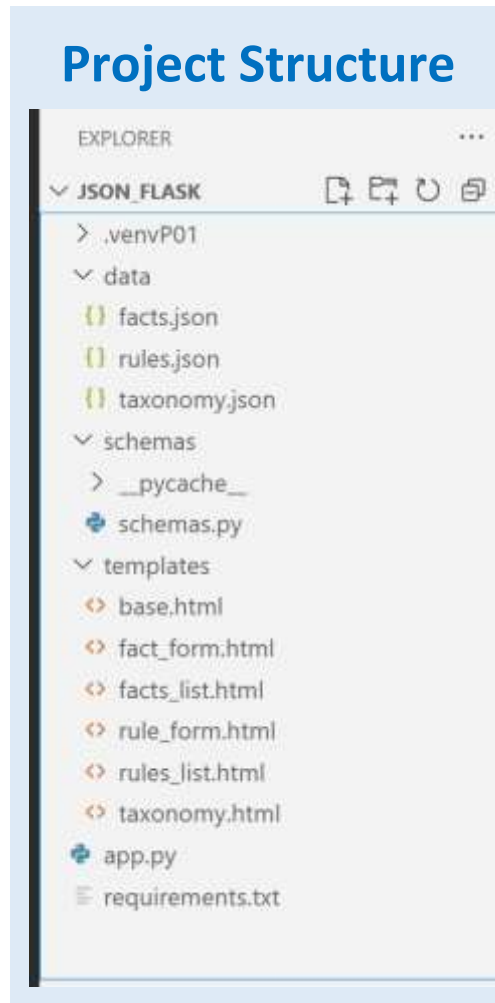 Project Structure
EXPLORER ...
JSON_FLASK
.venvP01
data
{} facts.json
{} rules.json
{} taxonomy.json
schemas
__pycache__
schemas.py
templates
<> base.html
<> fact_form.html
<> facts_list.html
<> rule_form.html
<> rules_list.html
<> taxonomy.html
app.py
requirements.txt